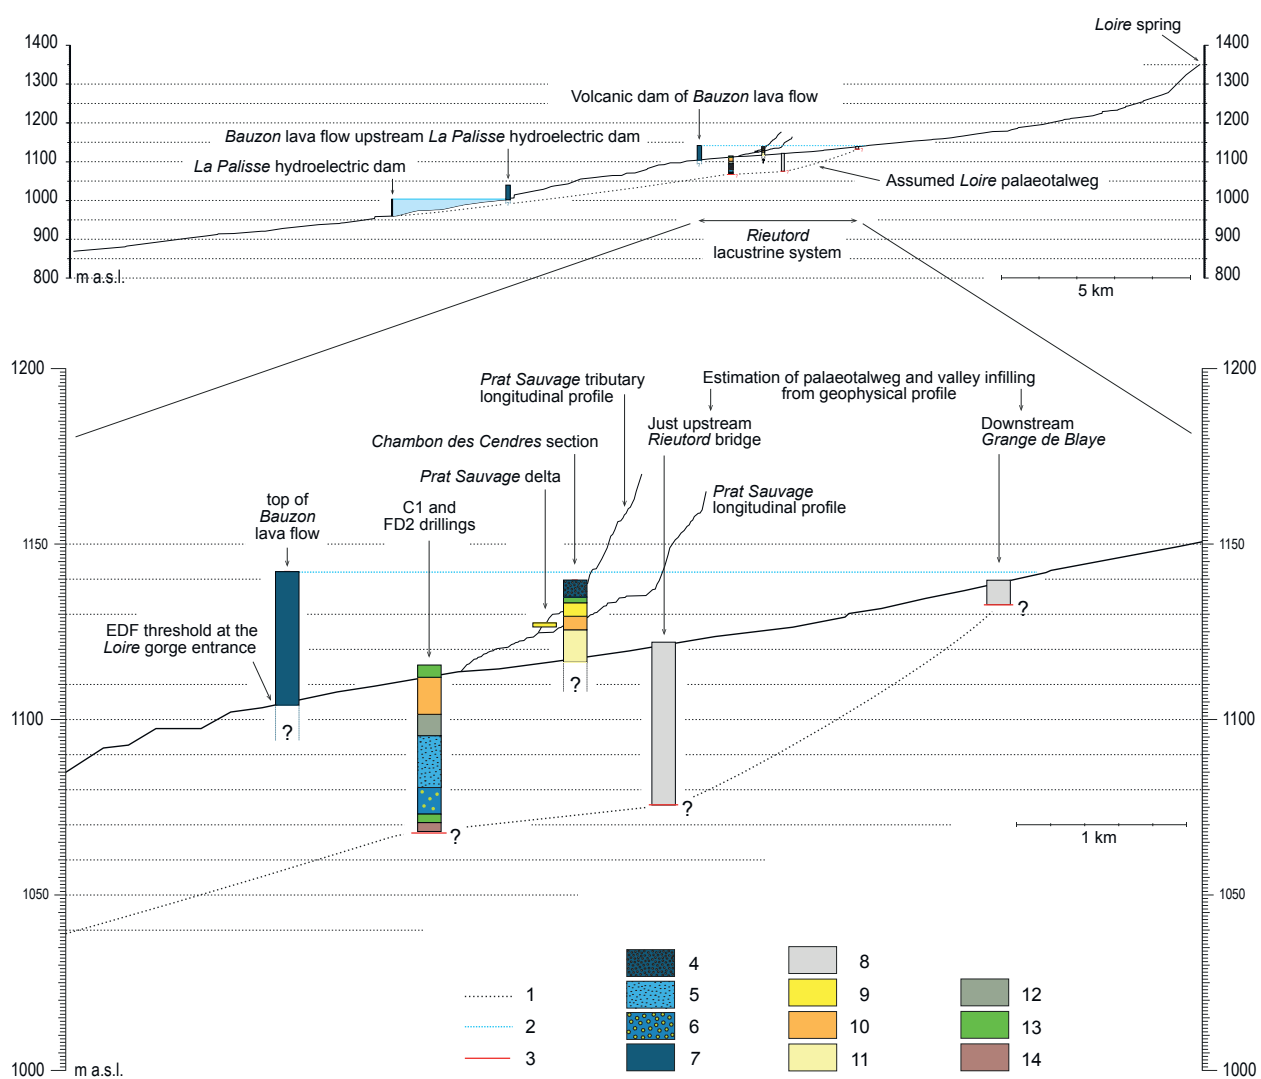 Loire spring
1400
1400
1300
1300
Volcanic dam of Bauzon lava flow
1200
1200
Bauzon lava flow upstream La Palisse hydroelectric dam
La Palisse hydroelectric dam
1100
1100
Assumed Loire palaeotalweg
1000
1000
900
900
Rieutord
lacustrine system
800
m a.s.l.
800
5 km
1200
1200
Prat Sauvage tributary
longitudinal profile
Estimation of palaeotalweg and valley infilling
from geophysical profile
Just upstream
Rieutord bridge
Downstream
Grange de Blaye
Chambon des Cendres section
Prat Sauvage delta
Prat Sauvage
longitudinal profile
top of
Bauzon
lava flow
C1 and
FD2 drillings
1150
1150
?
EDF threshold at the
Loire gorge entrance
?
1100
1100
?
?
?
1 km
1050
1050
1
2
3
4
5
6
7
8
9
10
11
12
13
14
1000
m a.s.l.
1000